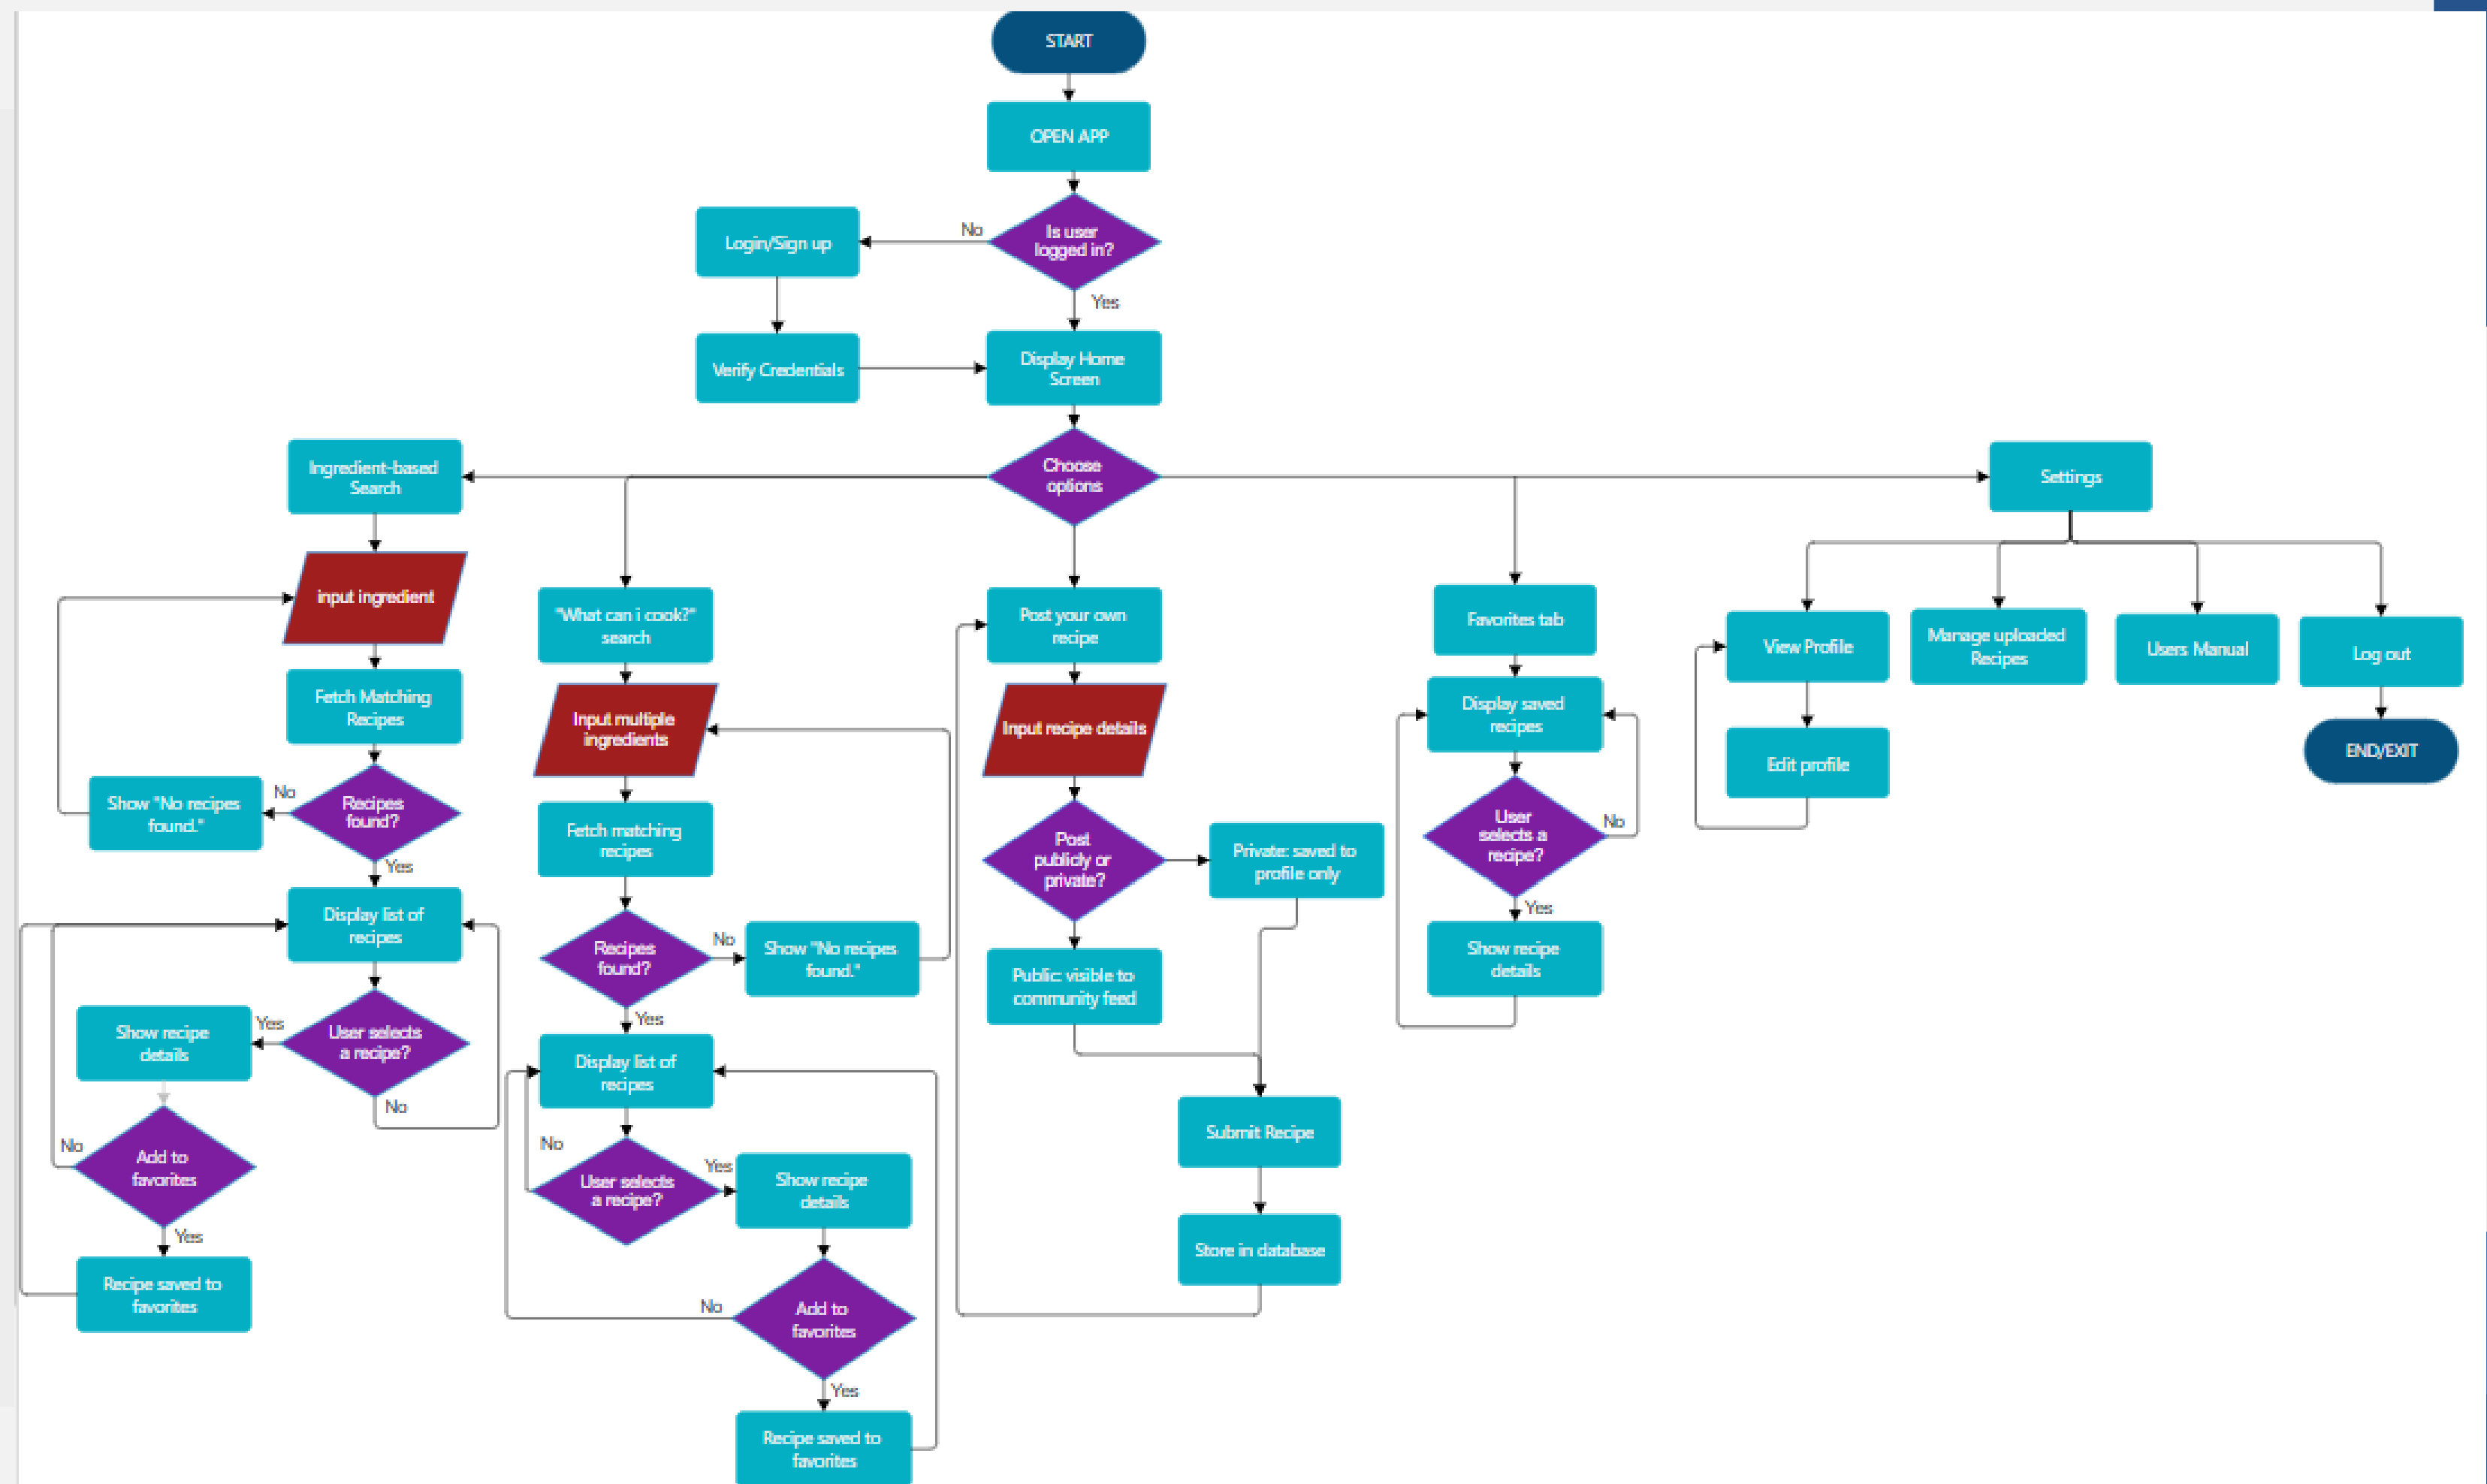 START
OPEN APP
Is user
logged in?
No
Login/Sign up
Yes
Verify Credentials
Display Home
Screen
Choose
options
Ingredient-based
Search
input ingredient
Fetch Matching
Recipes
Recipes
found?
No
Show "No recipes
found."
Yes
Display list of
recipes
User selects
a recipe?
Yes
Show recipe
details
No
Add to
favorites
No
Yes
Recipe saved to
favorites
"What can i cook?"
search
Input multiple
ingredients
Fetch matching
recipes
Recipes
found?
No
Show "No recipes
found."
Yes
Display list of
recipes
No
User selects
a recipe?
Yes
Show recipe
details
Add to
favorites
No
Yes
Recipe saved to
favorites
Post your own
recipe
Input recipe details
Post
publicly or
private?
Private: saved to
profile only
Public: visible to
community feed
Submit Recipe
Store in database
Favorites tab
Display saved
recipes
User
selects a
recipe?
No
Yes
Show recipe
details
Settings
View Profile
Edit profile
Manage uploaded
Recipes
Users Manual
Log out
END/EXIT